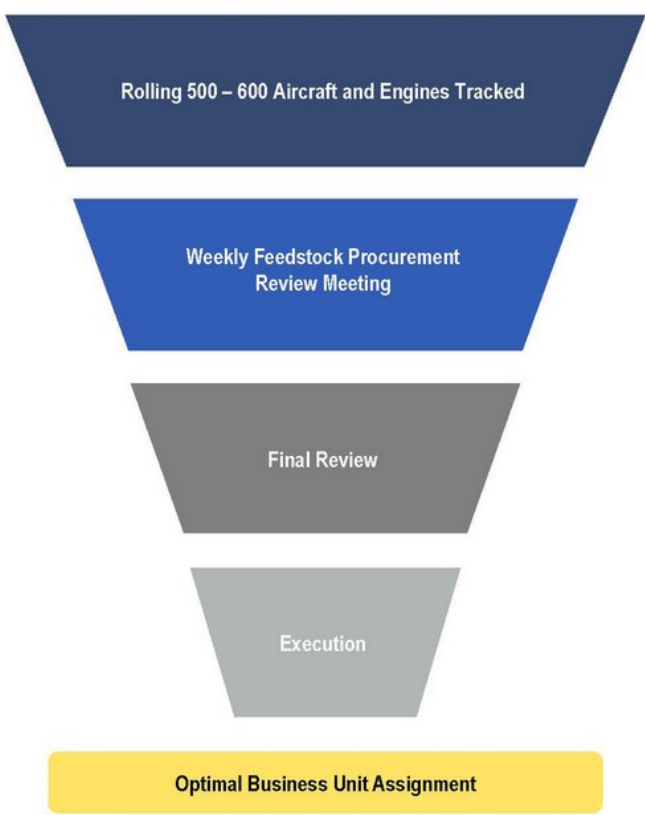 Rolling 500 – 600 Aircraft and Engines Tracked
Weekly Feedstock Procurement
Review Meeting
Final Review
Execution
Optimal Business Unit Assignment